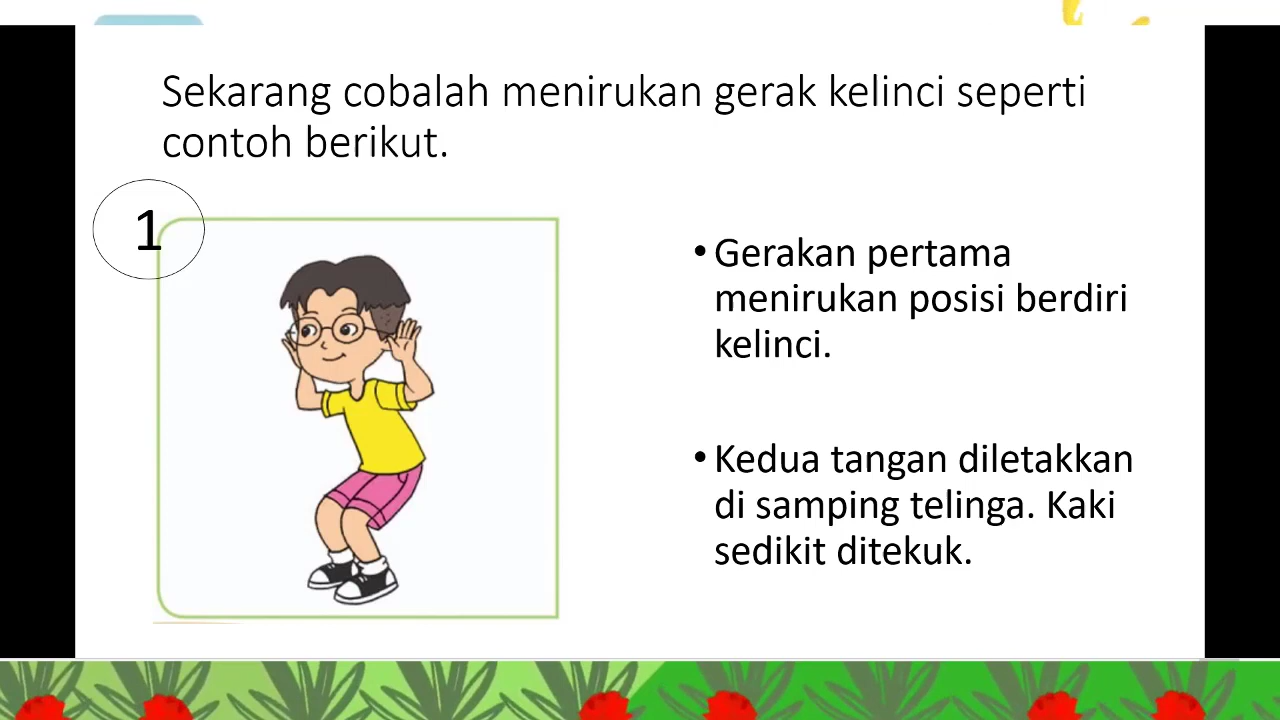 Sekarang cobalah menirukan gerak kelinci seperti
contoh berikut.
1
•Gerakan pertama
menirukan posisi berdiri
kelinci.
•Kedua tangan diletakkan
di samping telinga. Kaki
sedikit ditekuk.